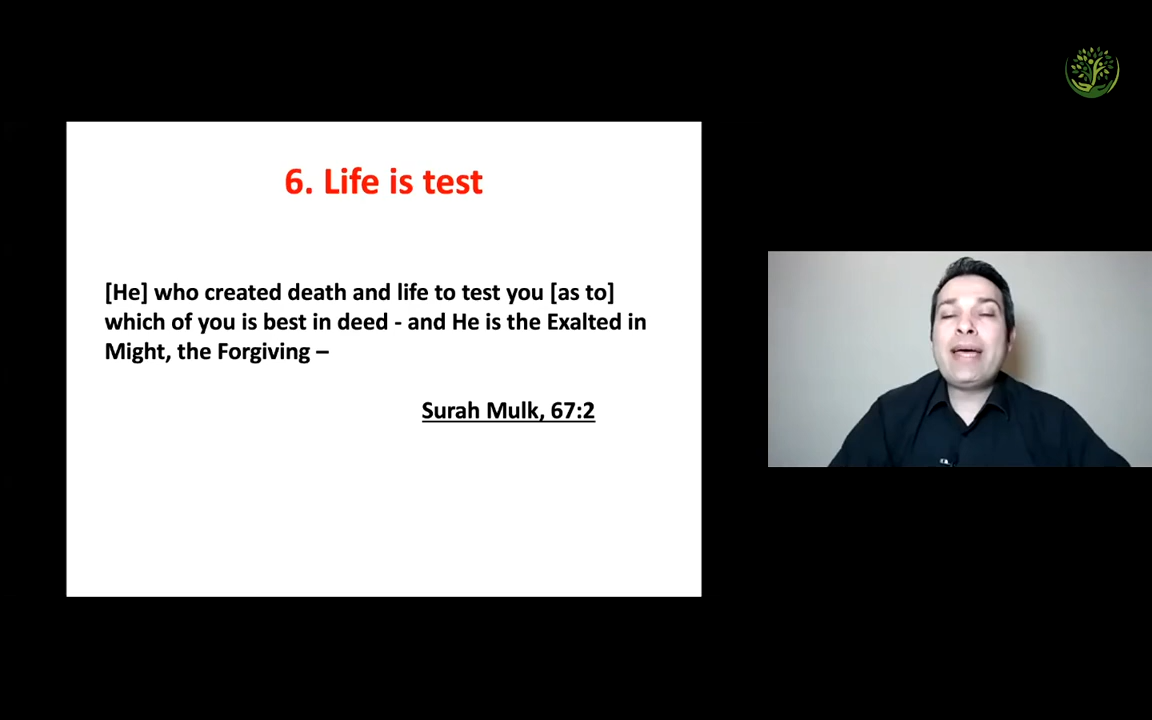 6. Life is test
[He] who created death and life to test you [as to]
which of you is best in deed - and He is the Exalted in
Might, the Forgiving –
Surah Mulk, 67:2